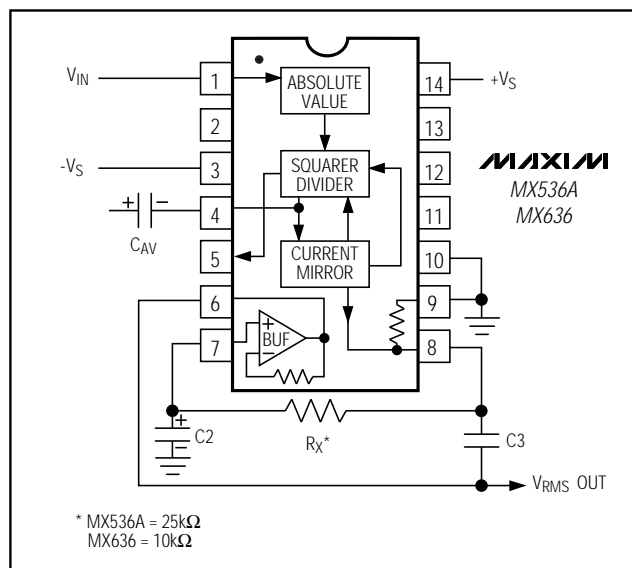 V_IN
1
ABSOLUTE VALUE
14
+V_S
2
13
-V_S
3
SQUARER DIVIDER
12
MAXIM
MX536A
MX636
+ −
C_AV
4
11
5
CURRENT MIRROR
10
6
9
7
+
−
BUF
8
+
−
C2
R_X*
C3
V_RMS OUT
* MX536A = 25kΩ
MX636 = 10kΩ